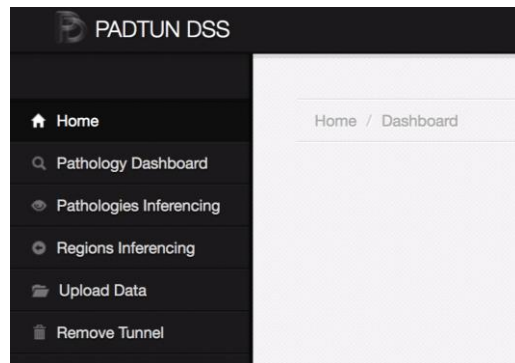 PADTUN DSS
Home
Home / Dashboard
Pathology Dashboard
Pathologies Inferencing
Regions Inferencing
Upload Data
Remove Tunnel